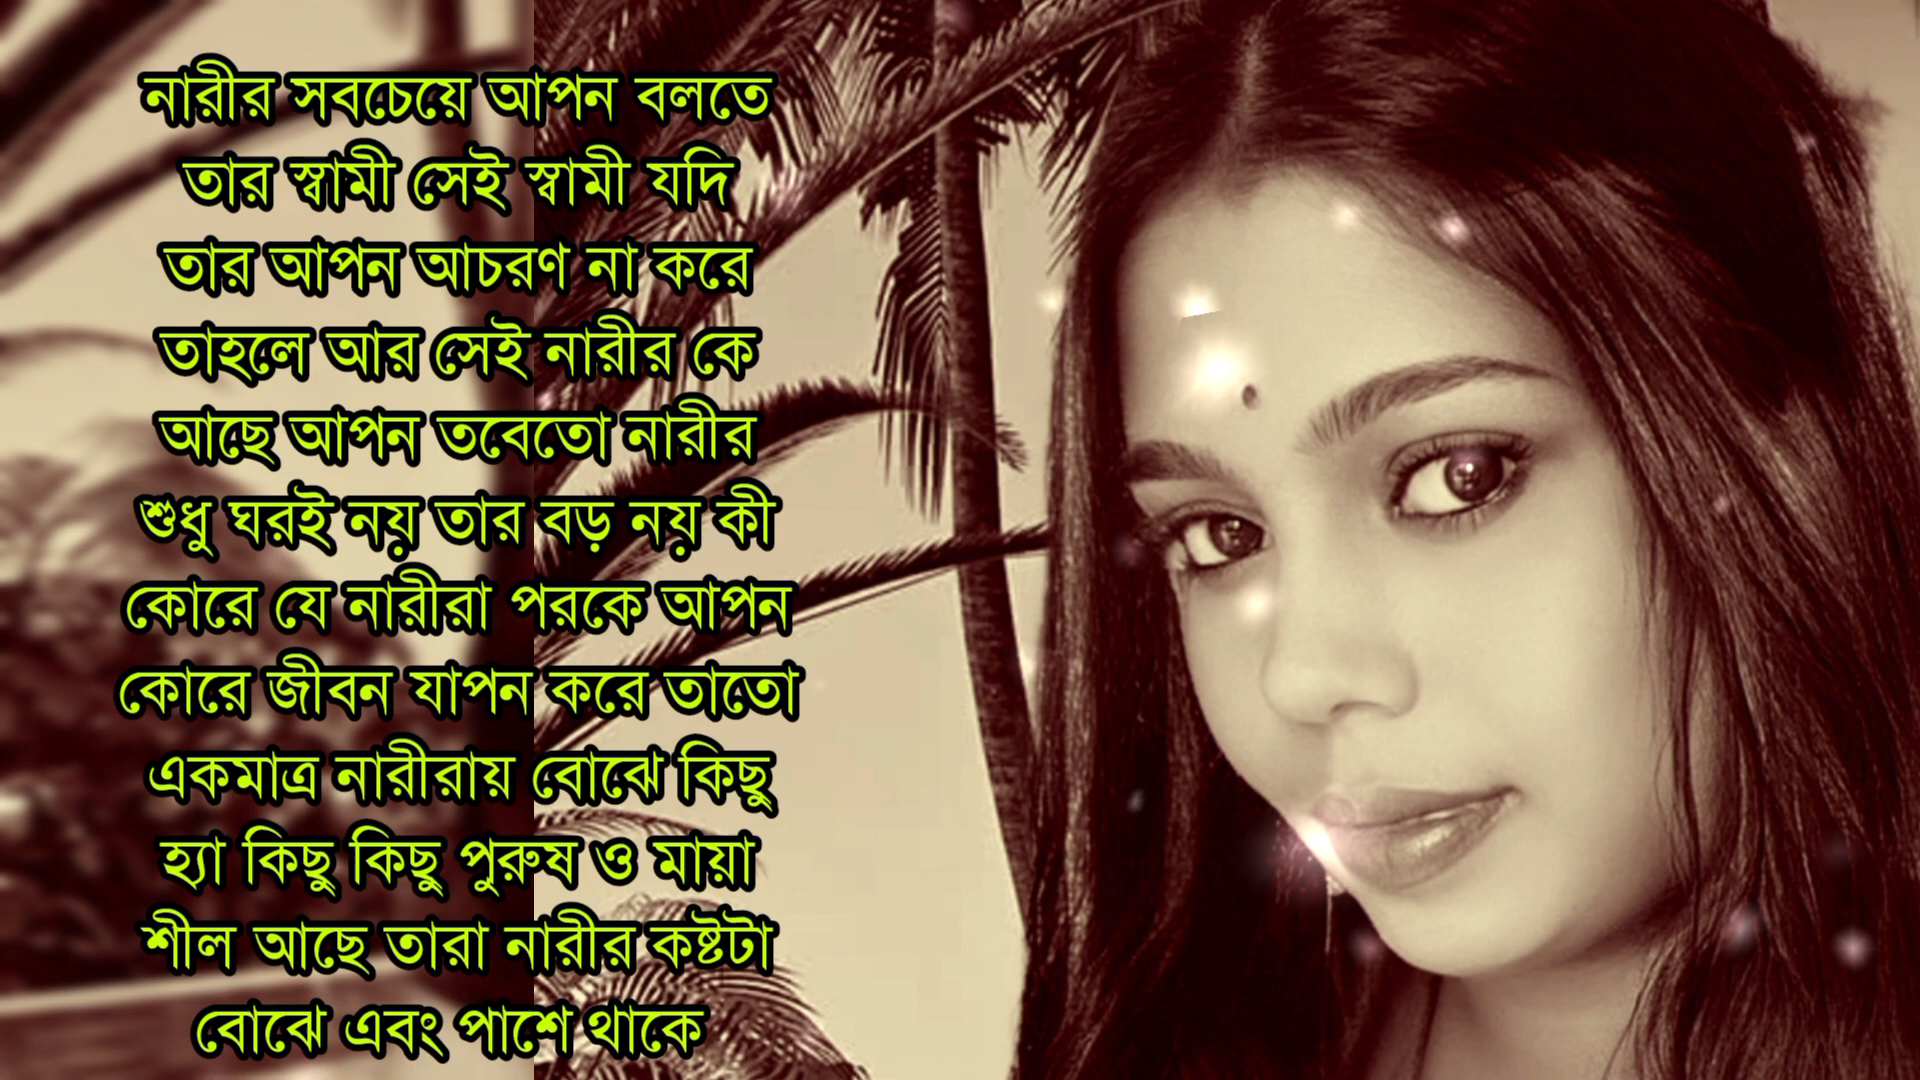 নারীর সবচেয়ে আপন বলতে
তার স্বামী সেই স্বামী যদি
তার আপন আচরণ না করে
তাহলে আর সেই নারীর কে
আছে আপন তবেতো নারীর
শুধু ঘরই নয় তার বড় নয় কী
কোরে যে নারীরা পরকে আপন
কোরে জীবন যাপন করে তাতো
একমাত্র নারীরায় বোঝে কিছু
হ্যা কিছু কিছু পুরুষ ও মায়া
শীল আছে তারা নারীর কষ্টটা
বোঝে এবং পাশে থাকে